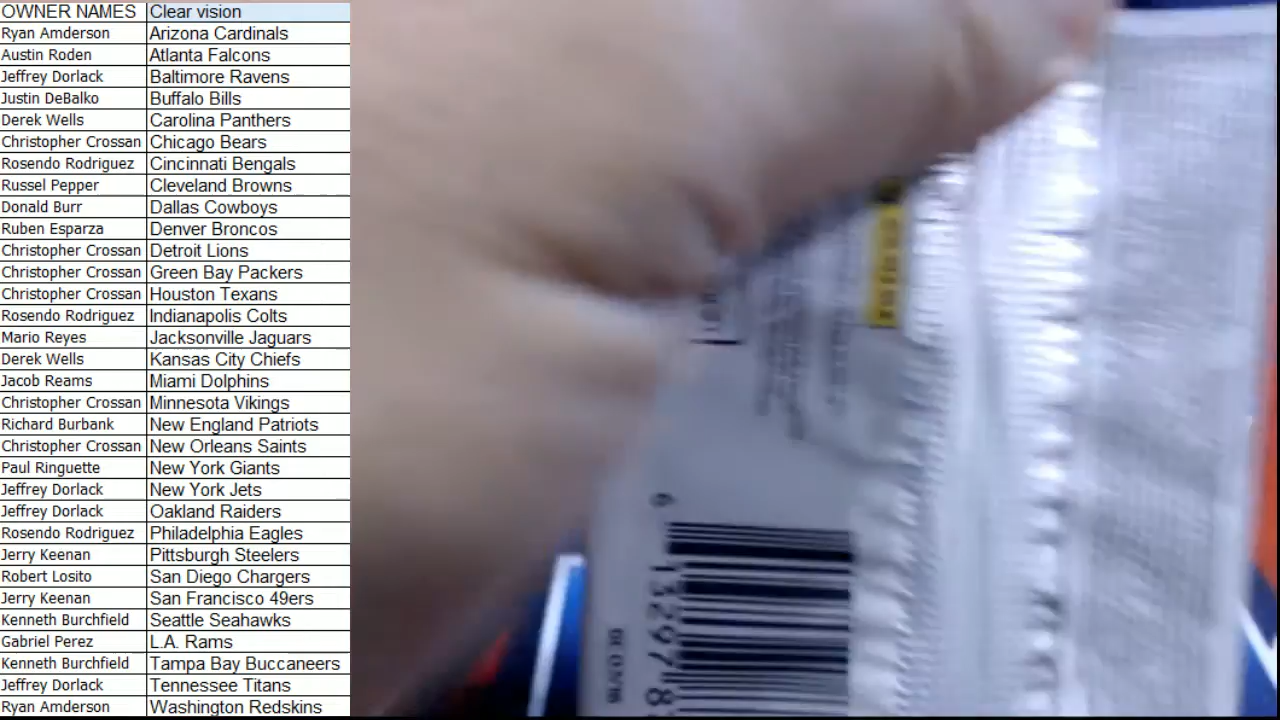 OWNER NAMES Clear vision
Ryan Amderson Arizona Cardinals
Austin Roden Atlanta Falcons
Jeffrey Dorlack Baltimore Ravens
Justin DeBalko Buffalo Bills
Derek Wells Carolina Panthers
Christopher Crossan Chicago Bears
Rosendo Rodriguez Cincinnati Bengals
Russel Pepper Cleveland Browns
Donald Burr Dallas Cowboys
Ruben Esparza Denver Broncos
Christopher Crossan Detroit Lions
Christopher Crossan Green Bay Packers
Christopher Crossan Houston Texans
Rosendo Rodriguez Indianapolis Colts
Mario Reyes Jacksonville Jaguars
Derek Wells Kansas City Chiefs
Jacob Reams Miami Dolphins
Christopher Crossan Minnesota Vikings
Richard Burbank New England Patriots
Christopher Crossan New Orleans Saints
Paul Ringuette New York Giants
Jeffrey Dorlack New York Jets
Jeffrey Dorlack Oakland Raiders
Rosendo Rodriguez Philadelphia Eagles
Jerry Keenan Pittsburgh Steelers
Robert Losito San Diego Chargers
Jerry Keenan San Francisco 49ers
Kenneth Burchfield Seattle Seahawks
Gabriel Perez L.A. Rams
Kenneth Burchfield Tampa Bay Buccaneers
Jeffrey Dorlack Tennessee Titans
Ryan Amderson Washington Redskins
6 13297 8